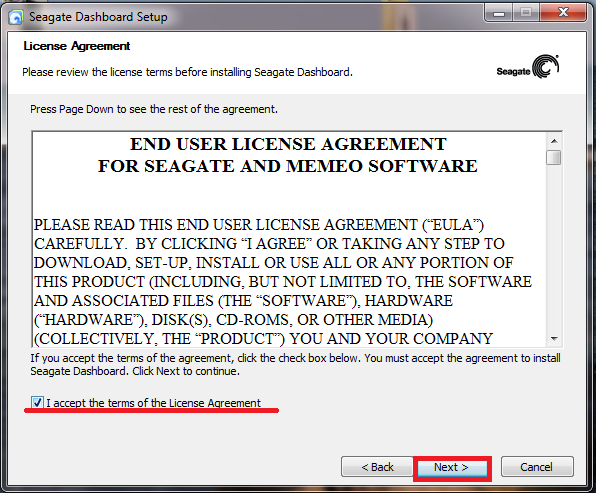 Seagate Dashboard Setup
License Agreement
Please review the license terms before installing Seagate Dashboard.
Seagate
Press Page Down to see the rest of the agreement.
END USER LICENSE AGREEMENT
FOR SEAGATE AND MEMEO SOFTWARE
PLEASE READ THIS END USER LICENSE AGREEMENT (“EULA”)
CAREFULLY.  BY CLICKING “I AGREE” OR TAKING ANY STEP TO
DOWNLOAD, SET-UP, INSTALL OR USE ALL OR ANY PORTION OF
THIS PRODUCT (INCLUDING, BUT NOT LIMITED TO, THE SOFTWARE
AND ASSOCIATED FILES (THE “SOFTWARE”), HARDWARE
(“HARDWARE”), DISK(S), CD-ROMS, OR OTHER MEDIA)
(COLLECTIVELY, THE “PRODUCT”) YOU AND YOUR COMPANY
If you accept the terms of the agreement, click the check box below. You must accept the agreement to install
Seagate Dashboard. Click Next to continue.
I accept the terms of the License Agreement
< Back
Next >
Cancel